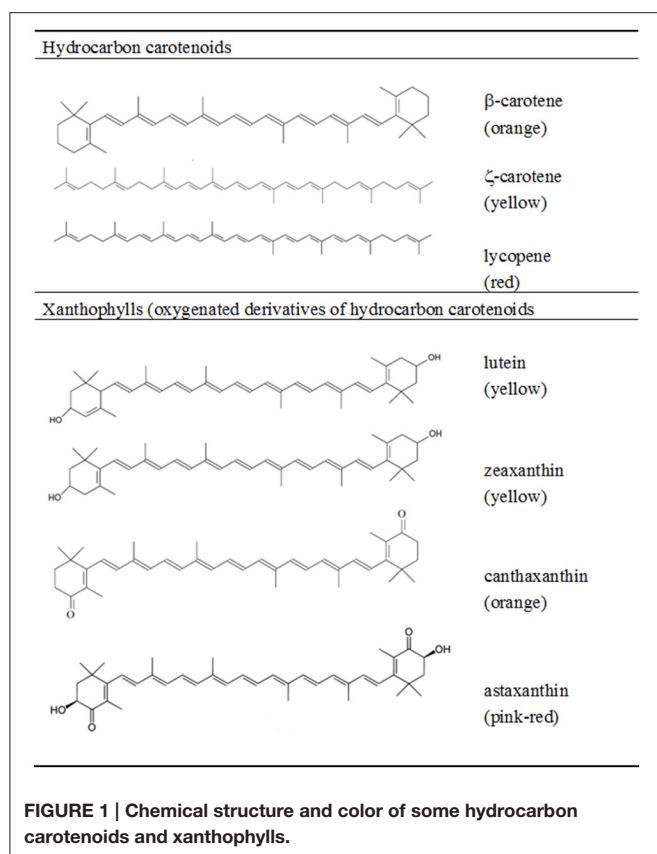 Hydrocarbon carotenoids
β-carotene
(orange)
ζ-carotene
(yellow)
lycopene
(red)
Xanthophylls (oxygenated derivatives of hydrocarbon carotenoids
OH
lutein
(yellow)
HO
OH
zeaxanthin
(yellow)
HO
O
canthaxanthin
(orange)
O
O
OH
astaxanthin
(pink-red)
HO
O
FIGURE 1 | Chemical structure and color of some hydrocarbon
carotenoids and xanthophylls.